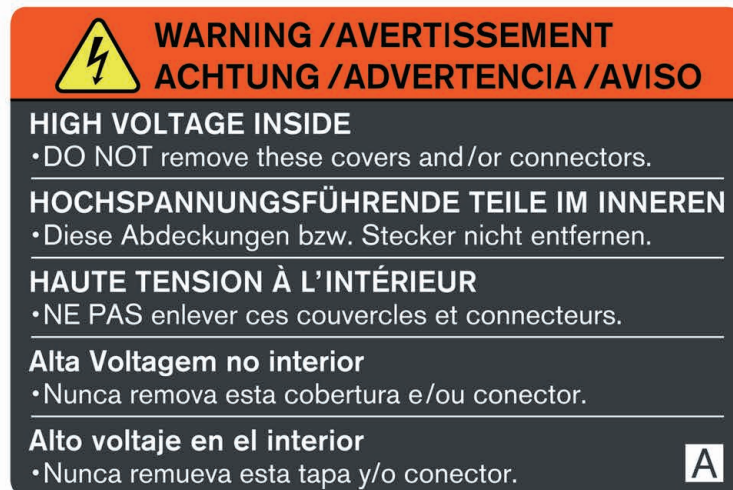 WARNING /AVERTISSEMENT
ACHTUNG /ADVERTENCIA /AVISO
HIGH VOLTAGE INSIDE
•DO NOT remove these covers and/or connectors.
HOCHSPANNUNGSFÜHRENDE TEILE IM INNEREN
•Diese Abdeckungen bzw. Stecker nicht entfernen.
HAUTE TENSION À L'INTÉRIEUR
•NE PAS enlever ces couvercles et connecteurs.
Alta Voltagem no interior
•Nunca remova esta cobertura e/ou conector.
Alto voltaje en el interior
•Nunca remueva esta tapa y/o conector.
A